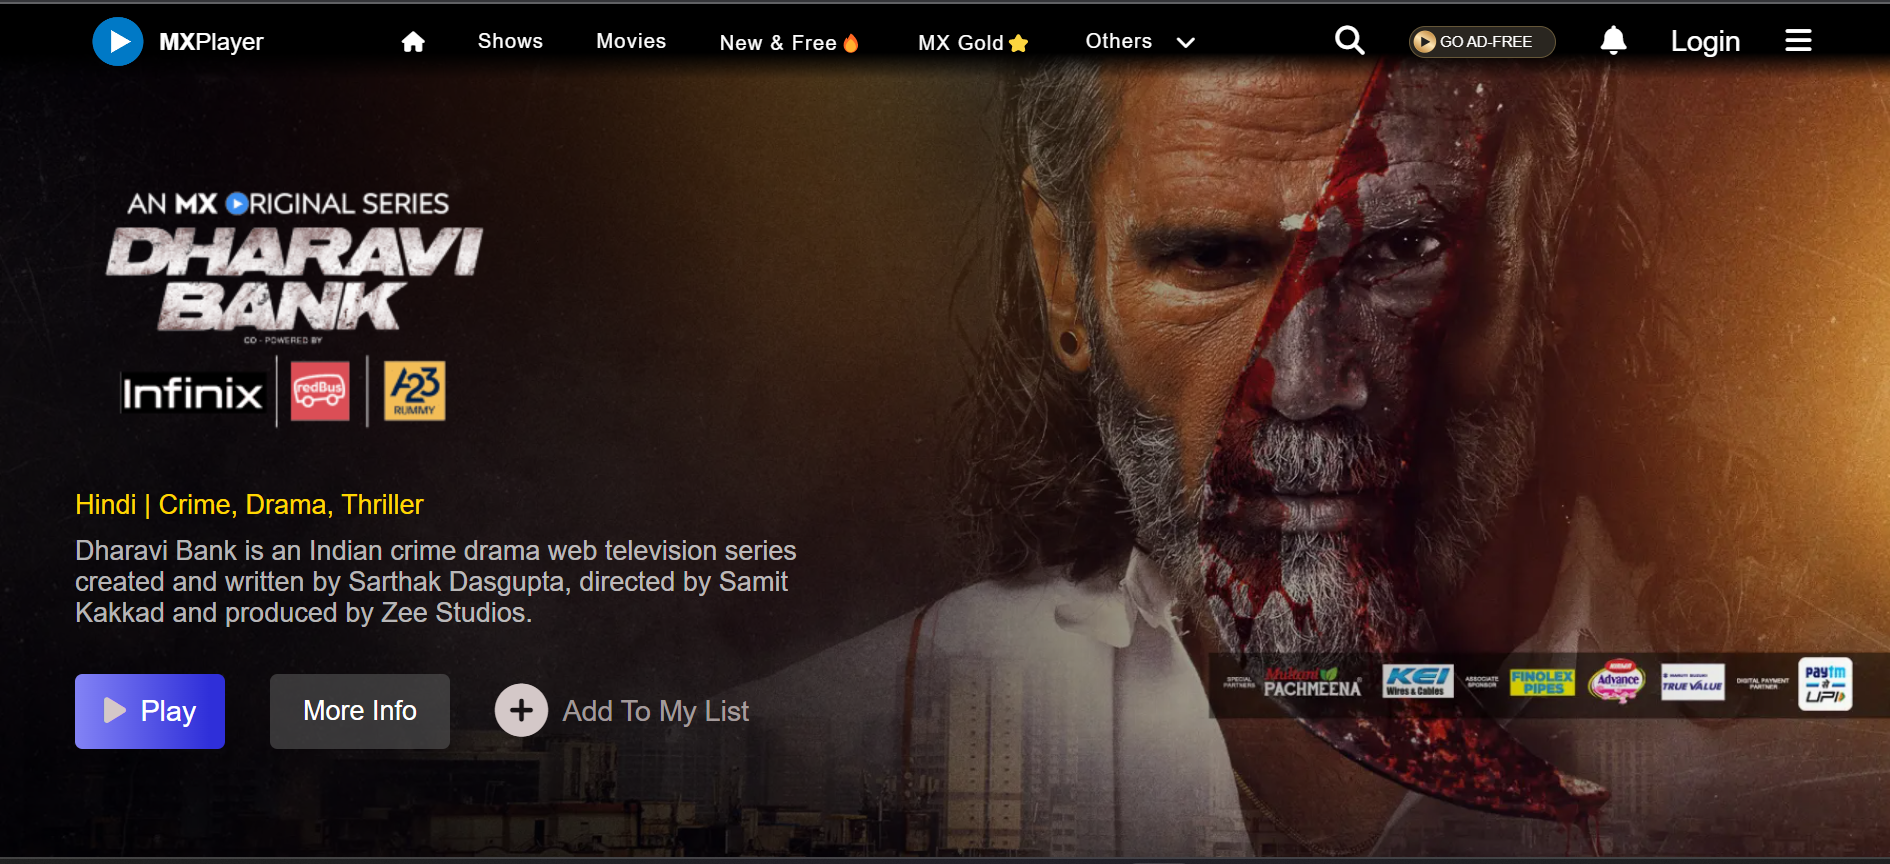 MXPlayer
Shows
Movies
New & Free
MX Gold
Others
GO AD-FREE
Login
AN MX ORIGINAL SERIES
DHARAVI
BANK
CO - POWERED BY
Infinix
redBus
A23
RUMMY
Hindi | Crime, Drama, Thriller
Dharavi Bank is an Indian crime drama web television series
created and written by Sarthak Dasgupta, directed by Samit
Kakkad and produced by Zee Studios.
Play
More Info
Add To My List
SPECIAL
PARTNERS
Mukani
PACHMEENA
KEI
Wires & Cables
ASSOCIATE
SPONSOR
FINOLEX
PIPES
Advance
MARUTI SUZUKI
TRUE VALUE
DIGITAL PAYMENT
PARTNER
paytm
से
UPI